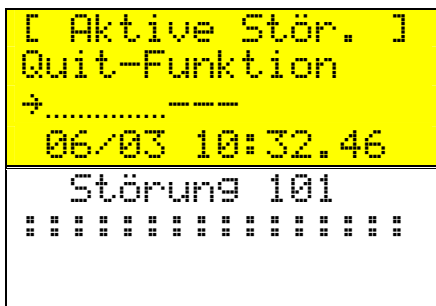 [ Aktive Stör. ]
Quit-Funktion
→..............---
06/03 10:32.46
Störung 101
::::::::::::::::